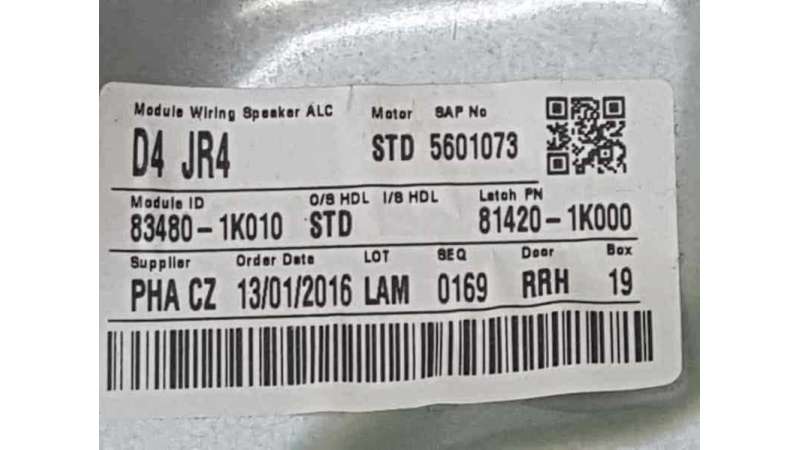 Module Wiring Speaker ALC Motor SAP No
D4 JR4 STD 5601073
Module ID O/S HDL I/S HDL Latch PN
83480-1K010 STD 81420-1K000
Supplier Order Date LOT SEQ Door Box
PHA CZ 13/01/2016 LAM 0169 RRH 19